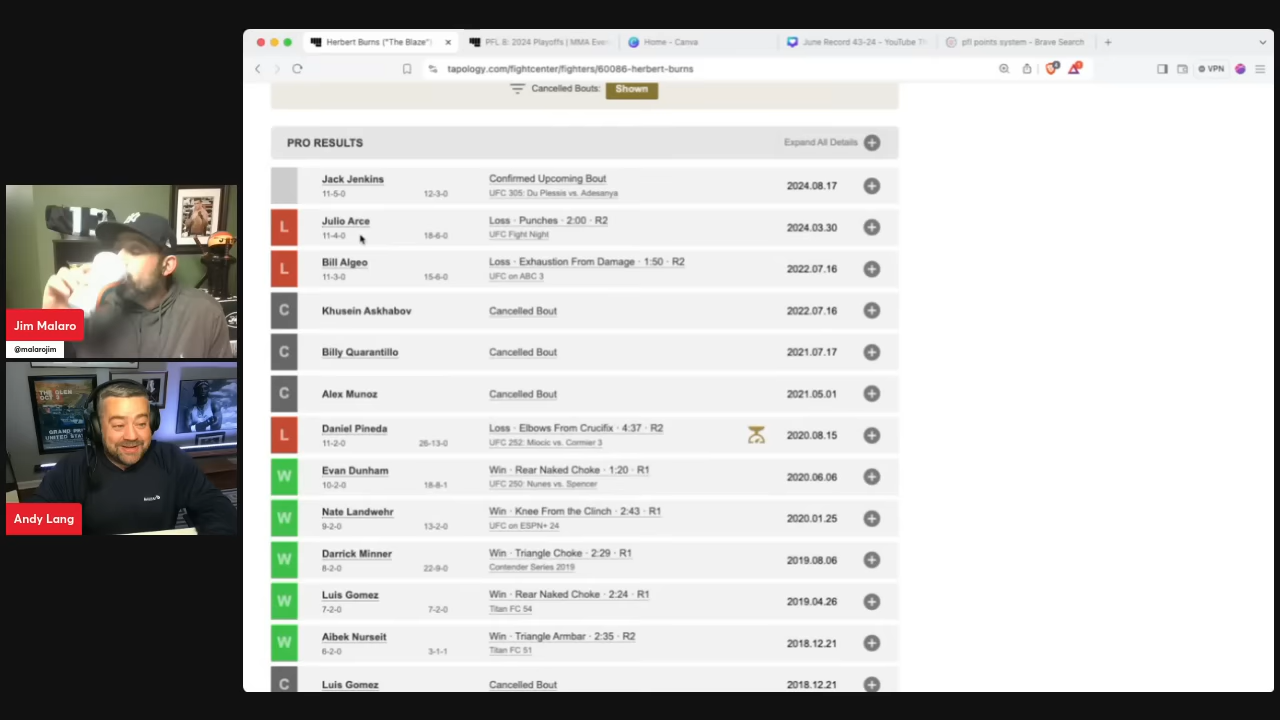 Herbert Burns ("The Blaze")
PFL 8: 2024 Playoffs | MMA Eve
Home - Canva
June Record 43-24 - YouTube T
pfl points system - Brave Search
tapology.com/fightcenter/fighters/60086-herbert-burns
VPN
Cancelled Bouts: Shown
PRO RESULTS
Expand All Details
Jack Jenkins
11-5-0 12-3-0
Confirmed Upcoming Bout
UFC 305: Du Plessis vs. Adesanya
2024.08.17
L
Julio Arce
11-4-0 18-6-0
Loss · Punches · 2:00 · R2
UFC Fight Night
2024.03.30
L
Bill Algeo
11-3-0 15-6-0
Loss · Exhaustion From Damage · 1:50 · R2
UFC on ABC 3
2022.07.16
C Khusein Askhabov Cancelled Bout 2022.07.16
C Billy Quarantillo Cancelled Bout 2021.07.17
C Alex Munoz Cancelled Bout 2021.05.01
L
Daniel Pineda
11-2-0 26-13-0
Loss · Elbows From Crucifix · 4:37 · R2
UFC 252: Miocic vs. Cormier 3
2020.08.15
W
Evan Dunham
10-2-0 18-8-1
Win · Rear Naked Choke · 1:20 · R1
UFC 250: Nunes vs. Spencer
2020.06.06
W
Nate Landwehr
9-2-0 13-2-0
Win · Knee From the Clinch · 2:43 · R1
UFC on ESPN+ 24
2020.01.25
W
Darrick Minner
8-2-0 22-9-0
Win · Triangle Choke · 2:29 · R1
Contender Series 2019
2019.08.06
W
Luis Gomez
7-2-0 7-2-0
Win · Rear Naked Choke · 2:24 · R1
Titan FC 54
2019.04.26
W
Aibek Nurseit
6-2-0 3-1-1
Win · Triangle Armbar · 2:35 · R2
Titan FC 51
2018.12.21
C Luis Gomez Cancelled Bout 2018.12.21
13
Jim Malaro
@malarojim
THE GLEN
OCT
GRAND PRIX
UNITED STATES
Andy Lang